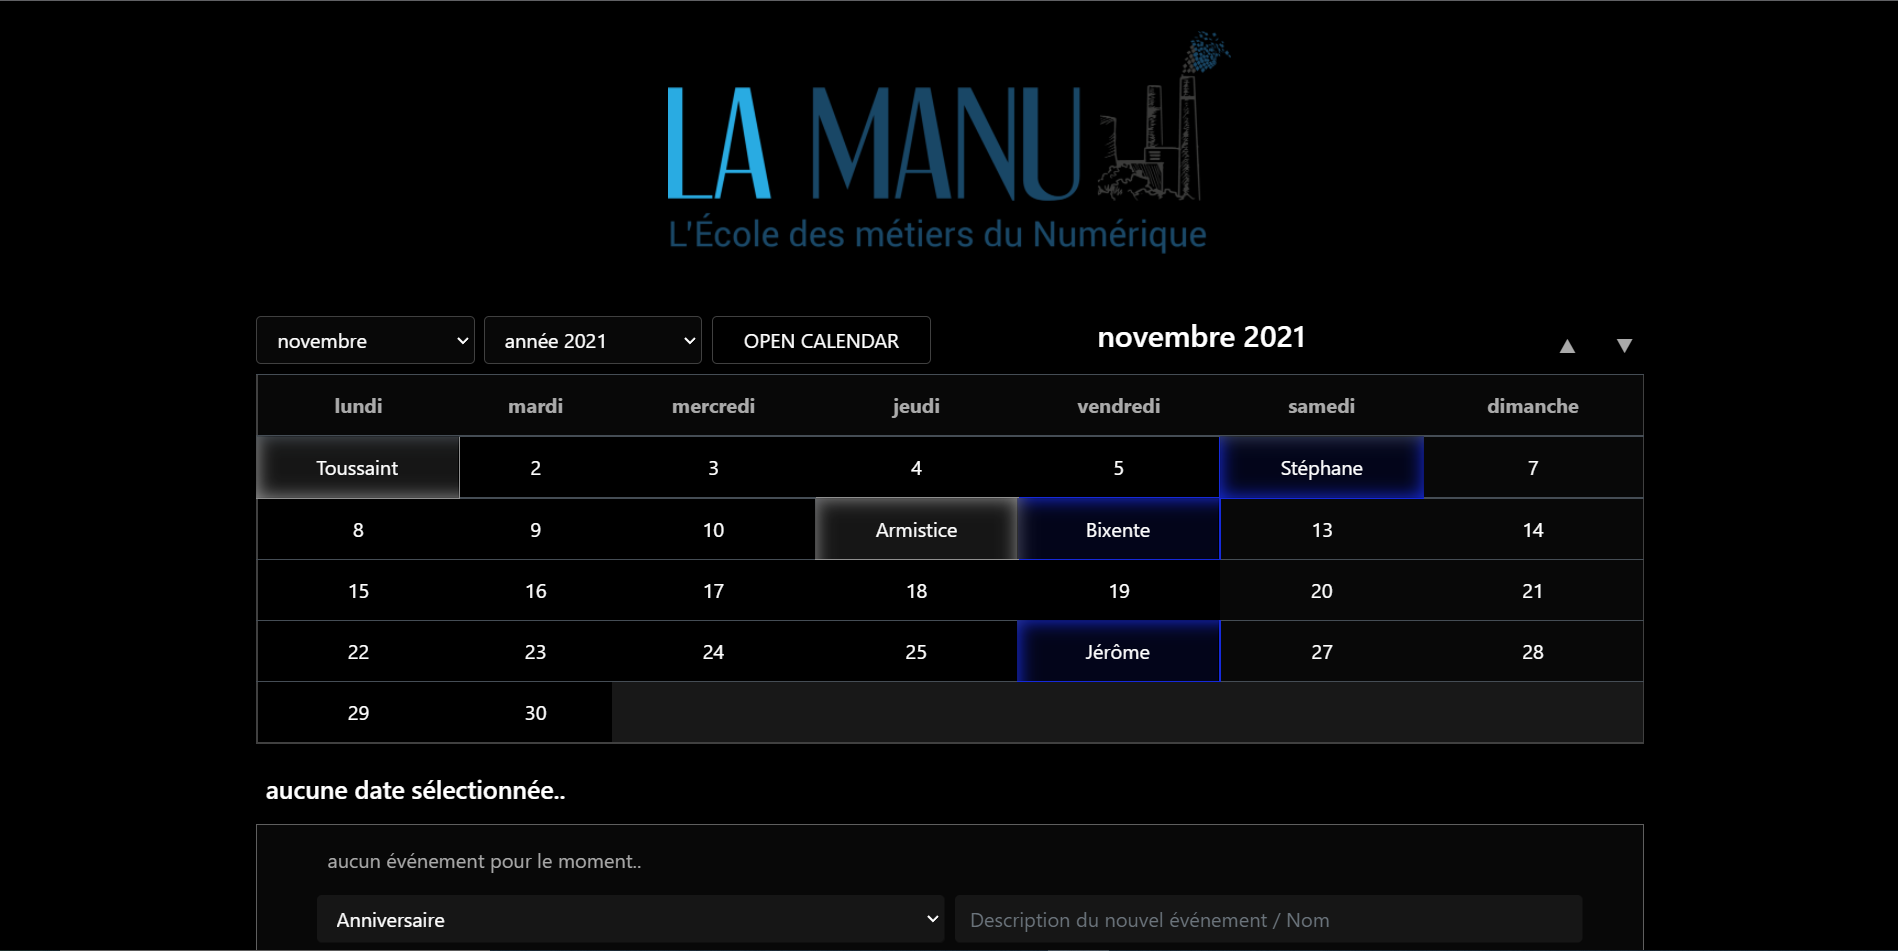 LA MANU
L'École des métiers du Numérique
novembre année 2021 OPEN CALENDAR novembre 2021 ▲ ▼
lundi mardi mercredi jeudi vendredi samedi dimanche
Toussaint 2 3 4 5 Stéphane 7
8 9 10 Armistice Bixente 13 14
15 16 17 18 19 20 21
22 23 24 25 Jérôme 27 28
29 30
aucune date sélectionnée..
aucun événement pour le moment..
Anniversaire Description du nouvel événement / Nom